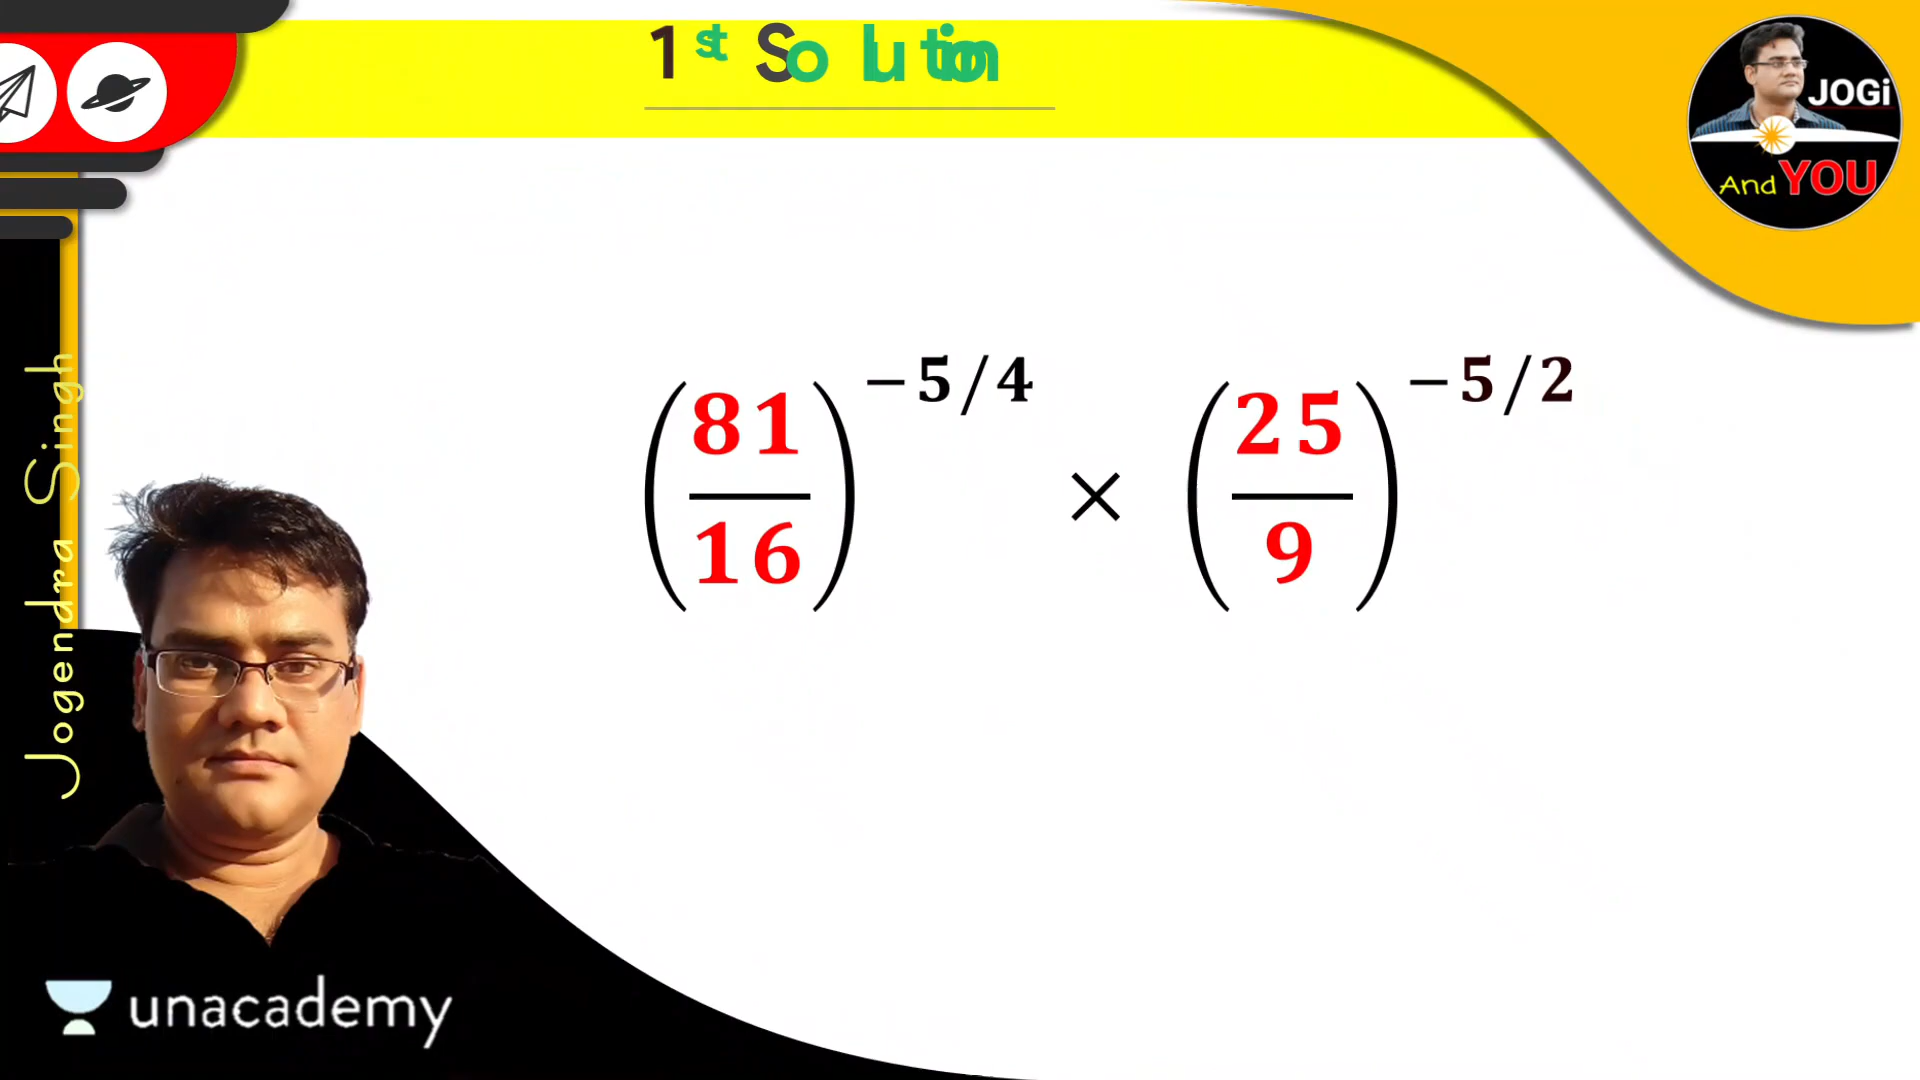 1st Solution
JOGi
And YOU
(81/16)^-5/4 × (25/9)^-5/2
Jogendra Singh
unacademy